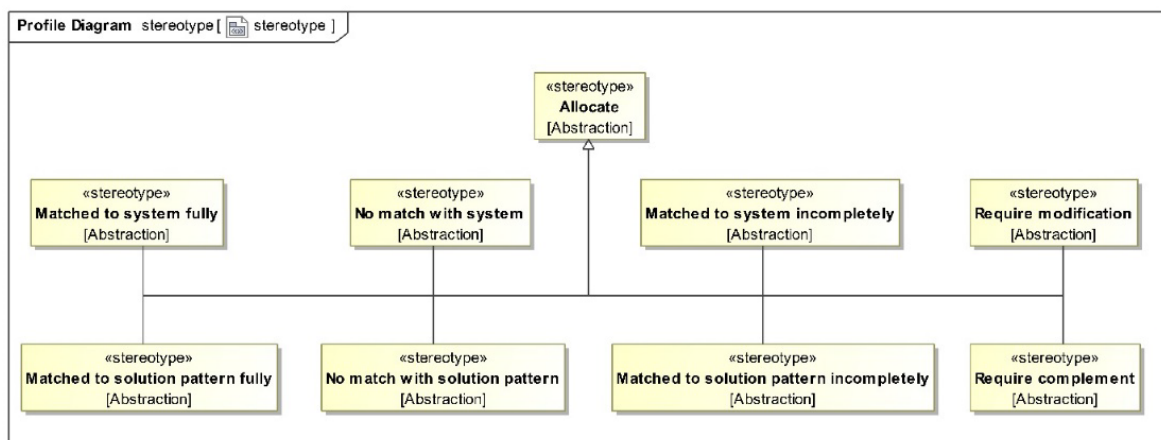 Profile Diagram stereotype [ stereotype ]
«stereotype»
Allocate
[Abstraction]
«stereotype»
Matched to system fully
[Abstraction]
«stereotype»
No match with system
[Abstraction]
«stereotype»
Matched to system incompletely
[Abstraction]
«stereotype»
Require modification
[Abstraction]
«stereotype»
Matched to solution pattern fully
[Abstraction]
«stereotype»
No match with solution pattern
[Abstraction]
«stereotype»
Matched to solution pattern incompletely
[Abstraction]
«stereotype»
Require complement
[Abstraction]